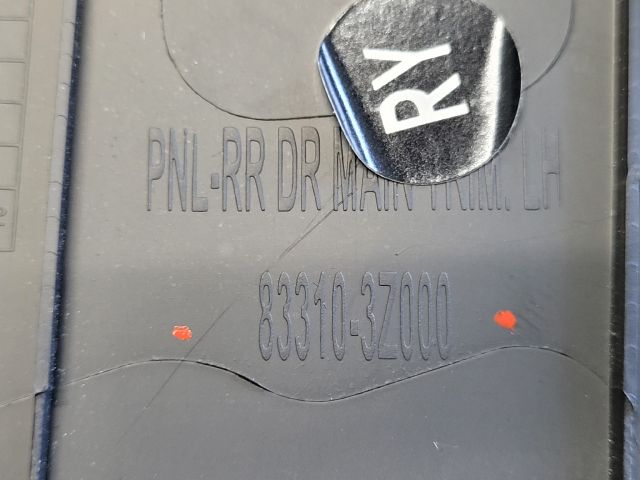 RY
PNL-RR DR MAIN TRIM. LH
83310-3Z000